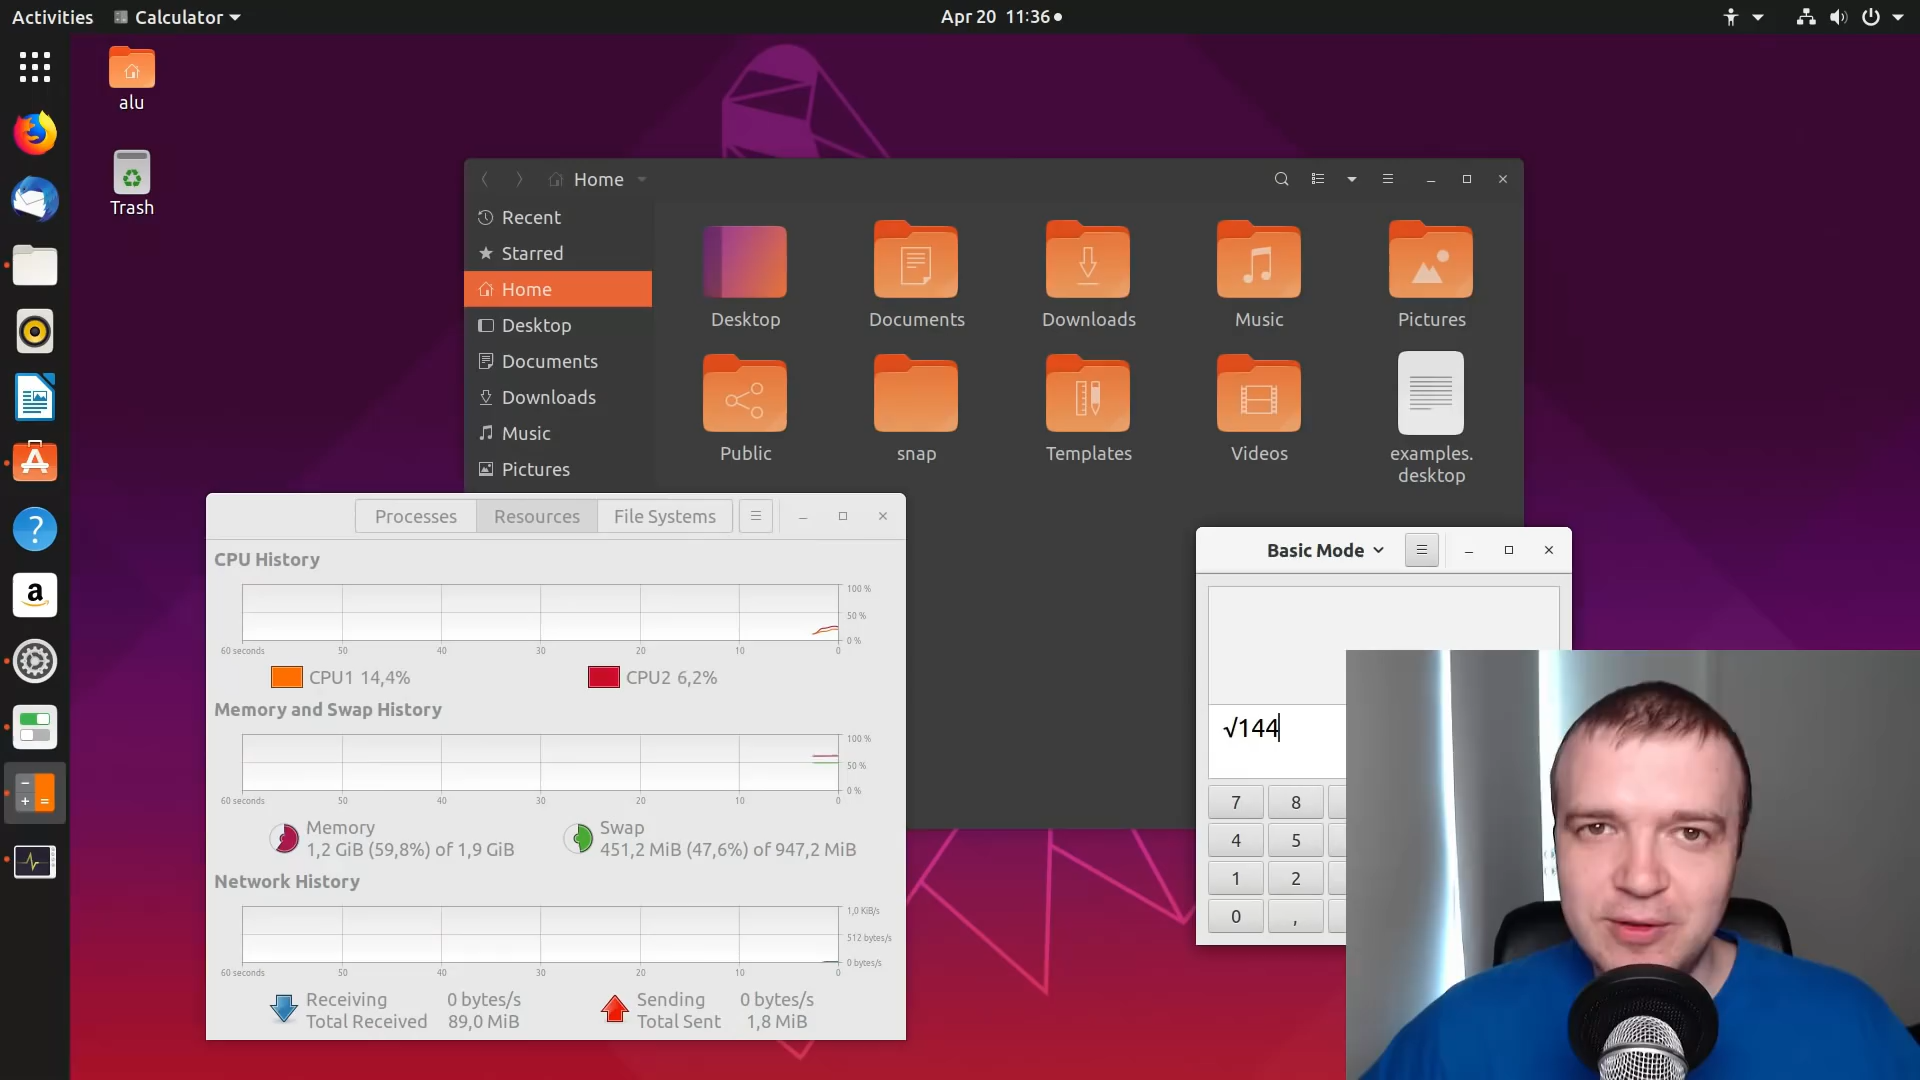 Activities
Calculator
Apr 20 11:36
alu
Trash
Home
Recent
Starred
Home
Desktop
Documents
Downloads
Music
Pictures
Desktop
Documents
Downloads
Music
Pictures
Public
snap
Templates
Videos
examples.
desktop
Processes
Resources
File Systems
CPU History
100 %
50 %
0 %
60 seconds 50 40 30 20 10 0
CPU1 14,4%
CPU2 6,2%
Memory and Swap History
100 %
50 %
0 %
60 seconds 50 40 30 20 10 0
Memory
1,2 GiB (59,8%) of 1,9 GiB
Swap
451,2 MiB (47,6%) of 947,2 MiB
Network History
1,0 KiB/s
512 bytes/s
0 bytes/s
60 seconds 50 40 30 20 10 0
Receiving 0 bytes/s
Total Received 89,0 MiB
Sending 0 bytes/s
Total Sent 1,8 MiB
Basic Mode
√144
7 8
4 5
1 2
0 ,